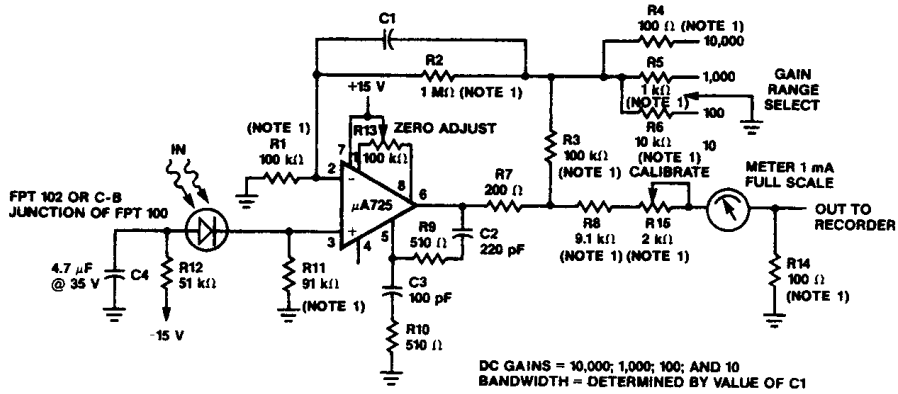 C1
R4
100 Ω (NOTE 1)
10,000
R2
1 MΩ (NOTE 1)
R5
1 kΩ
(NOTE 1)
1,000
GAIN
RANGE
SELECT
100
R6
10 kΩ
(NOTE 1)
10
+15 V
R13
100 kΩ
ZERO ADJUST
(NOTE 1)
R1
100 kΩ
R3
100 kΩ
(NOTE 1)
CALIBRATE
METER 1 mA
FULL SCALE
IN
7
1
2
-
8
6
μA725
+
3
4
5
R7
200 Ω
FPT 102 OR C-B
JUNCTION OF FPT 100
OUT TO
RECORDER
R9
510 Ω
C2
220 pF
R8
9.1 kΩ
(NOTE 1)
R15
2 kΩ
(NOTE 1)
4.7 μF
@ 35 V
C4
R12
51 kΩ
-15 V
R11
91 kΩ
(NOTE 1)
C3
100 pF
R14
100 Ω
(NOTE 1)
R10
510 Ω
DC GAINS = 10,000; 1,000; 100; AND 10
BANDWIDTH = DETERMINED BY VALUE OF C1